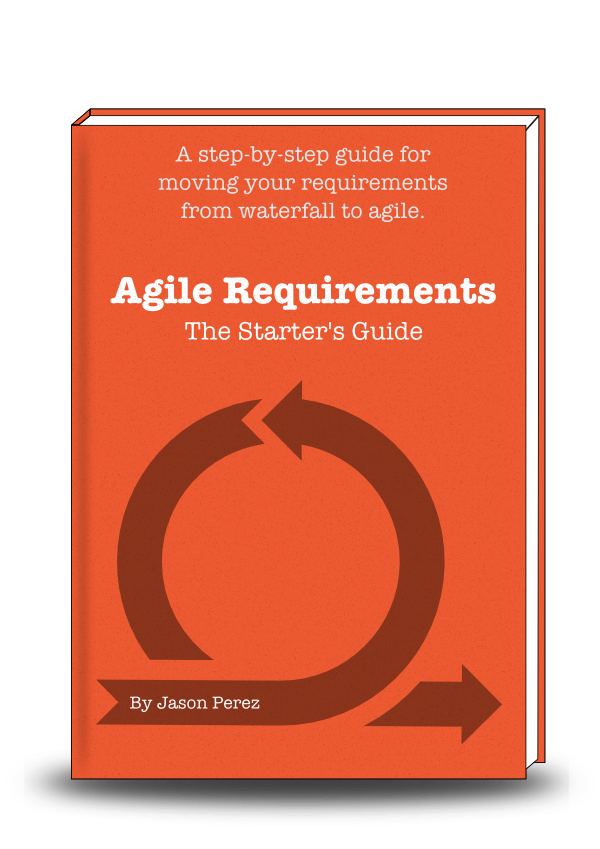 A step-by-step guide for
moving your requirements
from waterfall to agile.
Agile Requirements
The Starter's Guide
By Jason Perez